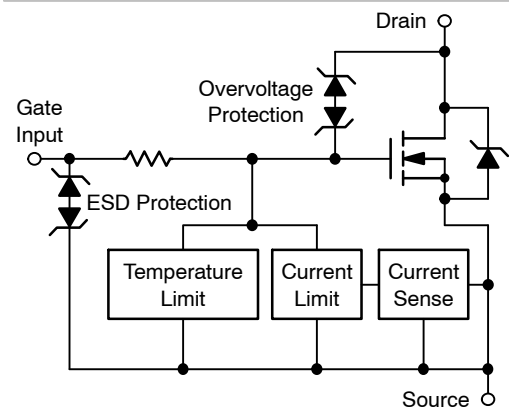 Drain
Overvoltage
Protection
Gate
Input
ESD Protection
Temperature
Limit
Current
Limit
Current
Sense
Source